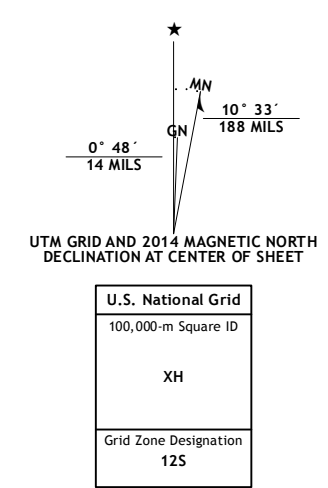 ★
MN
GN
10° 33´
188 MILS
0° 48´
14 MILS
UTM GRID AND 2014 MAGNETIC NORTH
DECLINATION AT CENTER OF SHEET
U.S. National Grid
100,000-m Square ID
XH
Grid Zone Designation
12S